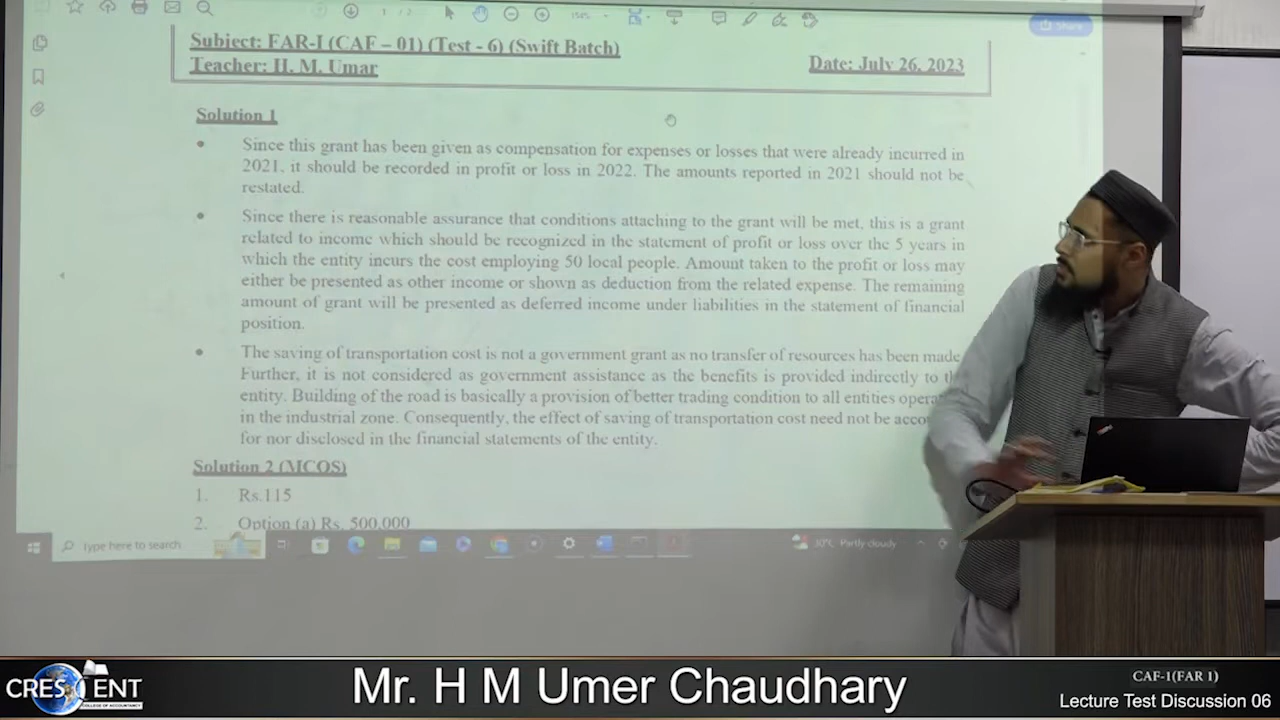 1 / 2
Share
Subject: FAR-I (CAF – 01) (Test - 6) (Swift Batch)
Teacher: H. M. Umar
Date: July 26, 2023
Solution 1
• Since this grant has been given as compensation for expenses or losses that were already incurred in
2021, it should be recorded in profit or loss in 2022. The amounts reported in 2021 should not be
restated.
• Since there is reasonable assurance that conditions attaching to the grant will be met, this is a grant
related to income which should be recognized in the statement of profit or loss over the 5 years in
which the entity incurs the cost employing 50 local people. Amount taken to the profit or loss may
either be presented as other income or shown as deduction from the related expense. The remaining
amount of grant will be presented as deferred income under liabilities in the statement of financial
position.
• The saving of transportation cost is not a government grant as no transfer of resources has been made
Further, it is not considered as government assistance as the benefits is provided indirectly to th
entity. Building of the road is basically a provision of better trading condition to all entities opera
in the industrial zone. Consequently, the effect of saving of transportation cost need not be acco
for nor disclosed in the financial statements of the entity.
Solution 2 (MCQS)
1. Rs.115
2. Option (a) Rs. 500,000
Type here to search
30°C Partly cloudy
CRESCENT
COLLEGE OF ACCOUNTANCY
Mr. H M Umer Chaudhary
CAF-1(FAR 1)
Lecture Test Discussion 06